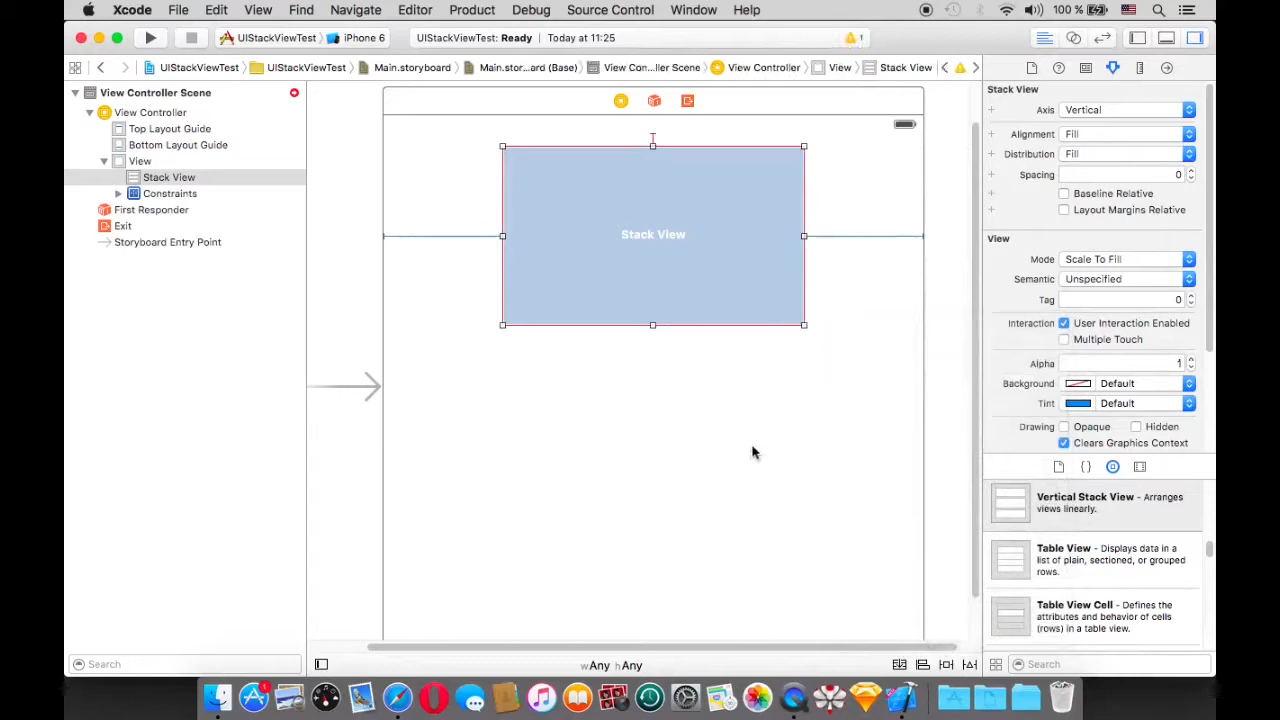 Xcode File Edit View Find Navigate Editor Product Debug Source Control Window Help 100 %
UIStackViewTest iPhone 6 UIStackViewTest: Ready Today at 11:25 1
UIStackViewTest UIStackViewTest Main.storyboard Main.stor...ard (Base) View Con...ller Scene View Controller View Stack View
View Controller Scene
View Controller
Top Layout Guide
Bottom Layout Guide
View
Stack View
Constraints
First Responder
Exit
Storyboard Entry Point
Search
Stack View
wAny hAny
Stack View
Axis Vertical
Alignment Fill
Distribution Fill
Spacing 0
Baseline Relative
Layout Margins Relative
View
Mode Scale To Fill
Semantic Unspecified
Tag 0
Interaction User Interaction Enabled
Multiple Touch
Alpha 1
Background Default
Tint Default
Drawing Opaque Hidden
Clears Graphics Context
Vertical Stack View - Arranges
views linearly.
Table View - Displays data in a
list of plain, sectioned, or grouped
rows.
Table View Cell - Defines the
attributes and behavior of cells
(rows) in a table view.
Search